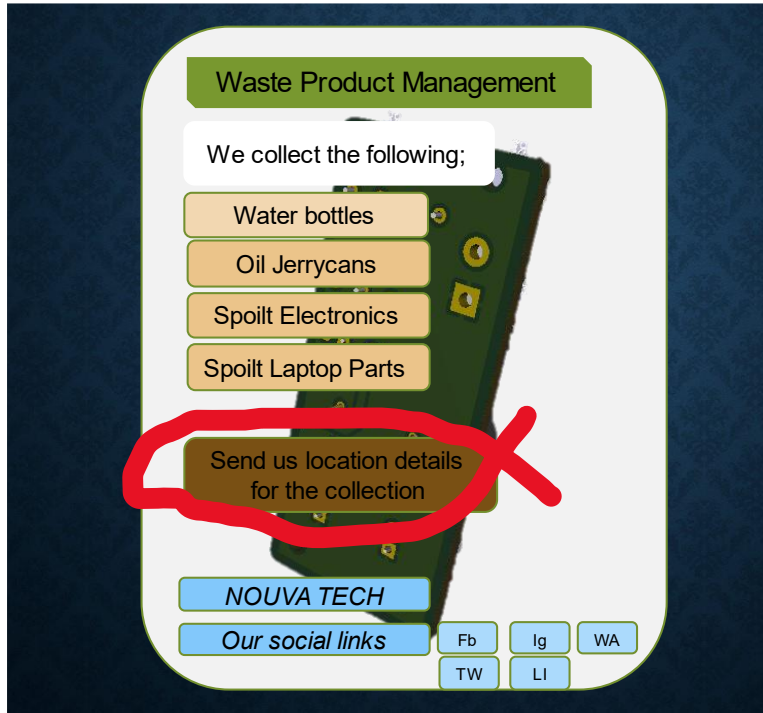 Waste Product Management
We collect the following;
Water bottles
Oil Jerrycans
Spoilt Electronics
Spoilt Laptop Parts
Send us location details
for the collection
NOUVA TECH
Our social links
Fb
Ig
WA
TW
LI